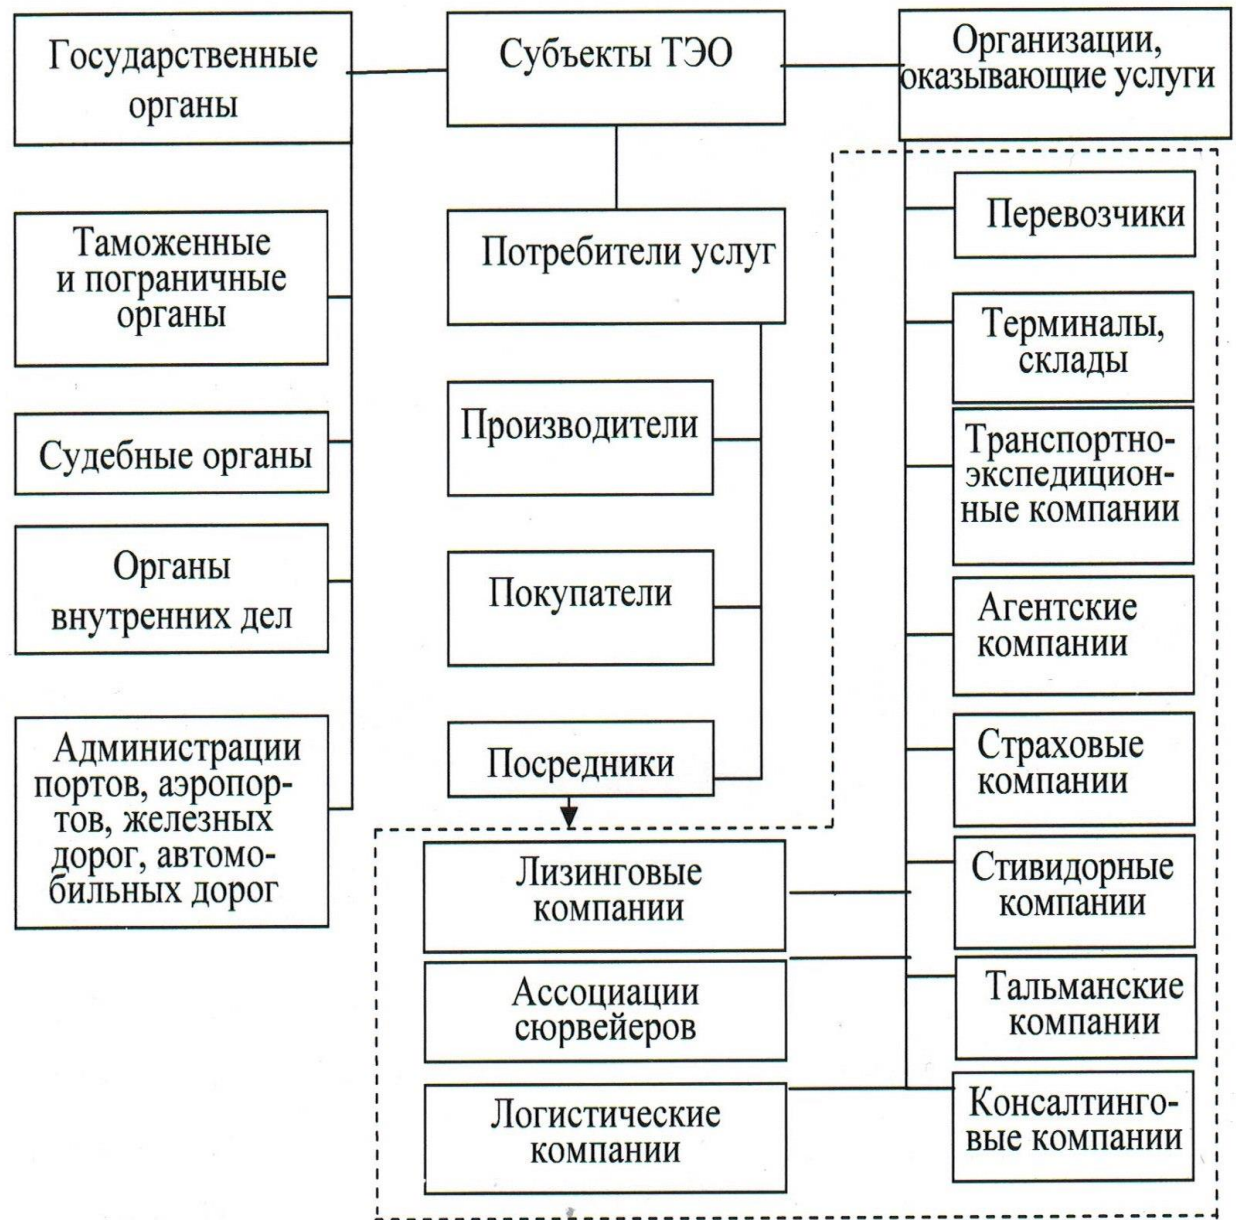 Государственные
органы
Субъекты ТЭО
Организации,
оказывающие услуги
Таможенные
и пограничные
органы
Судебные органы
Органы
внутренних дел
Администрации
портов, аэропор-
тов, железных
дорог, автомо-
бильных дорог
Потребители услуг
Производители
Покупатели
Посредники
Лизинговые
компании
Ассоциации
сюрвейеров
Логистические
компании
Перевозчики
Терминалы,
склады
Транспортно-
экспедицион-
ные компании
Агентские
компании
Страховые
компании
Стивидорные
компании
Тальманские
компании
Консалтинго-
вые компании